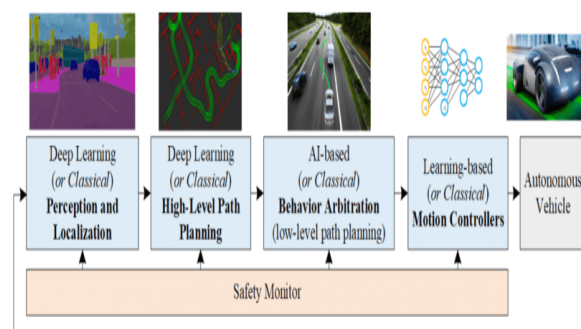 Deep Learning
(or Classical)
Perception and
Localization
Deep Learning
(or Classical)
High-Level Path
Planning
AI-based
(or Classical)
Behavior Arbitration
(low-level path planning)
Learning-based
(or Classical)
Motion Controllers
Autonomous
Vehicle
Safety Monitor